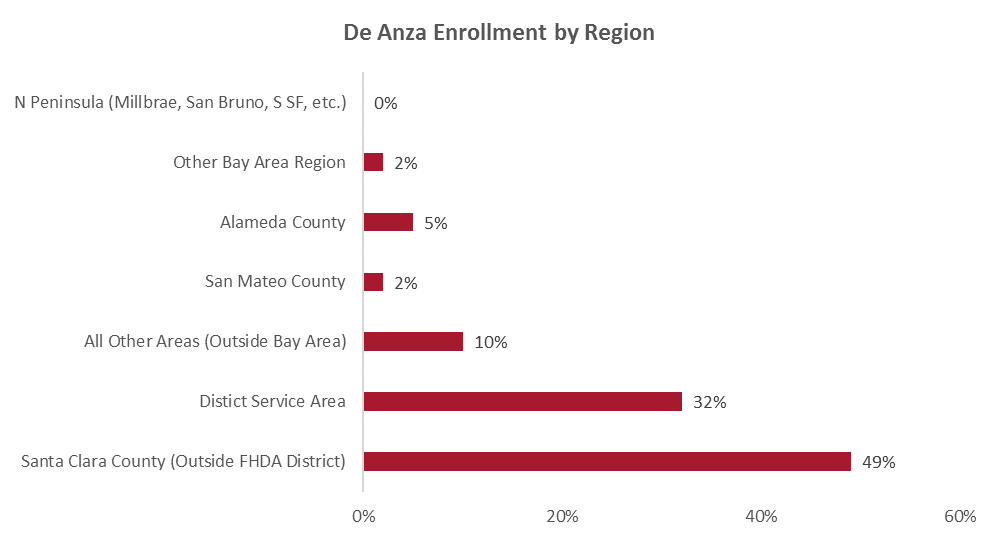 De Anza Enrollment by Region
N Peninsula (Millbrae, San Bruno, S SF, etc.) 0%
Other Bay Area Region 2%
Alameda County 5%
San Mateo County 2%
All Other Areas (Outside Bay Area) 10%
Distict Service Area 32%
Santa Clara County (Outside FHDA District) 49%
0% 20% 40% 60%